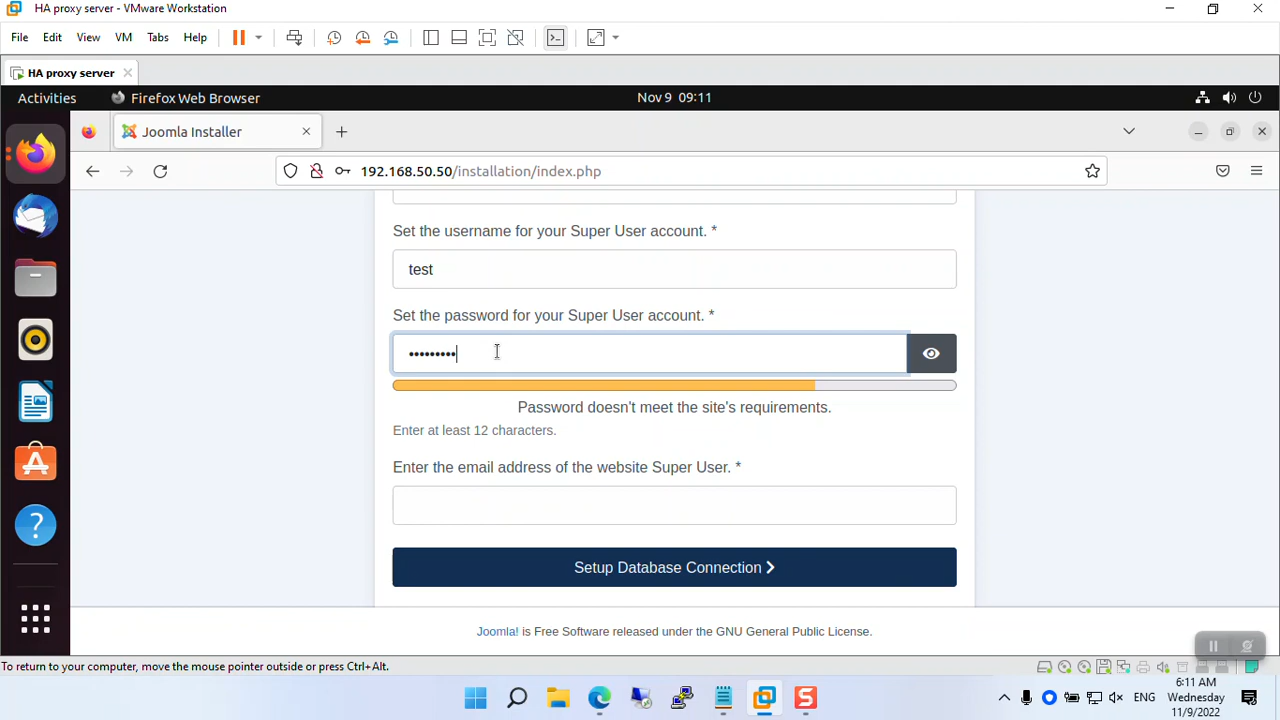 HA proxy server - VMware Workstation
File Edit View VM Tabs Help
HA proxy server
Activities Firefox Web Browser Nov 9 09:11
Joomla Installer
192.168.50.50/installation/index.php
Set the username for your Super User account. *
test
Set the password for your Super User account. *
•••••••••
Password doesn't meet the site's requirements.
Enter at least 12 characters.
Enter the email address of the website Super User. *
Setup Database Connection
Joomla! is Free Software released under the GNU General Public License.
To return to your computer, move the mouse pointer outside or press Ctrl+Alt.
6:11 AM
ENG Wednesday
11/9/2022